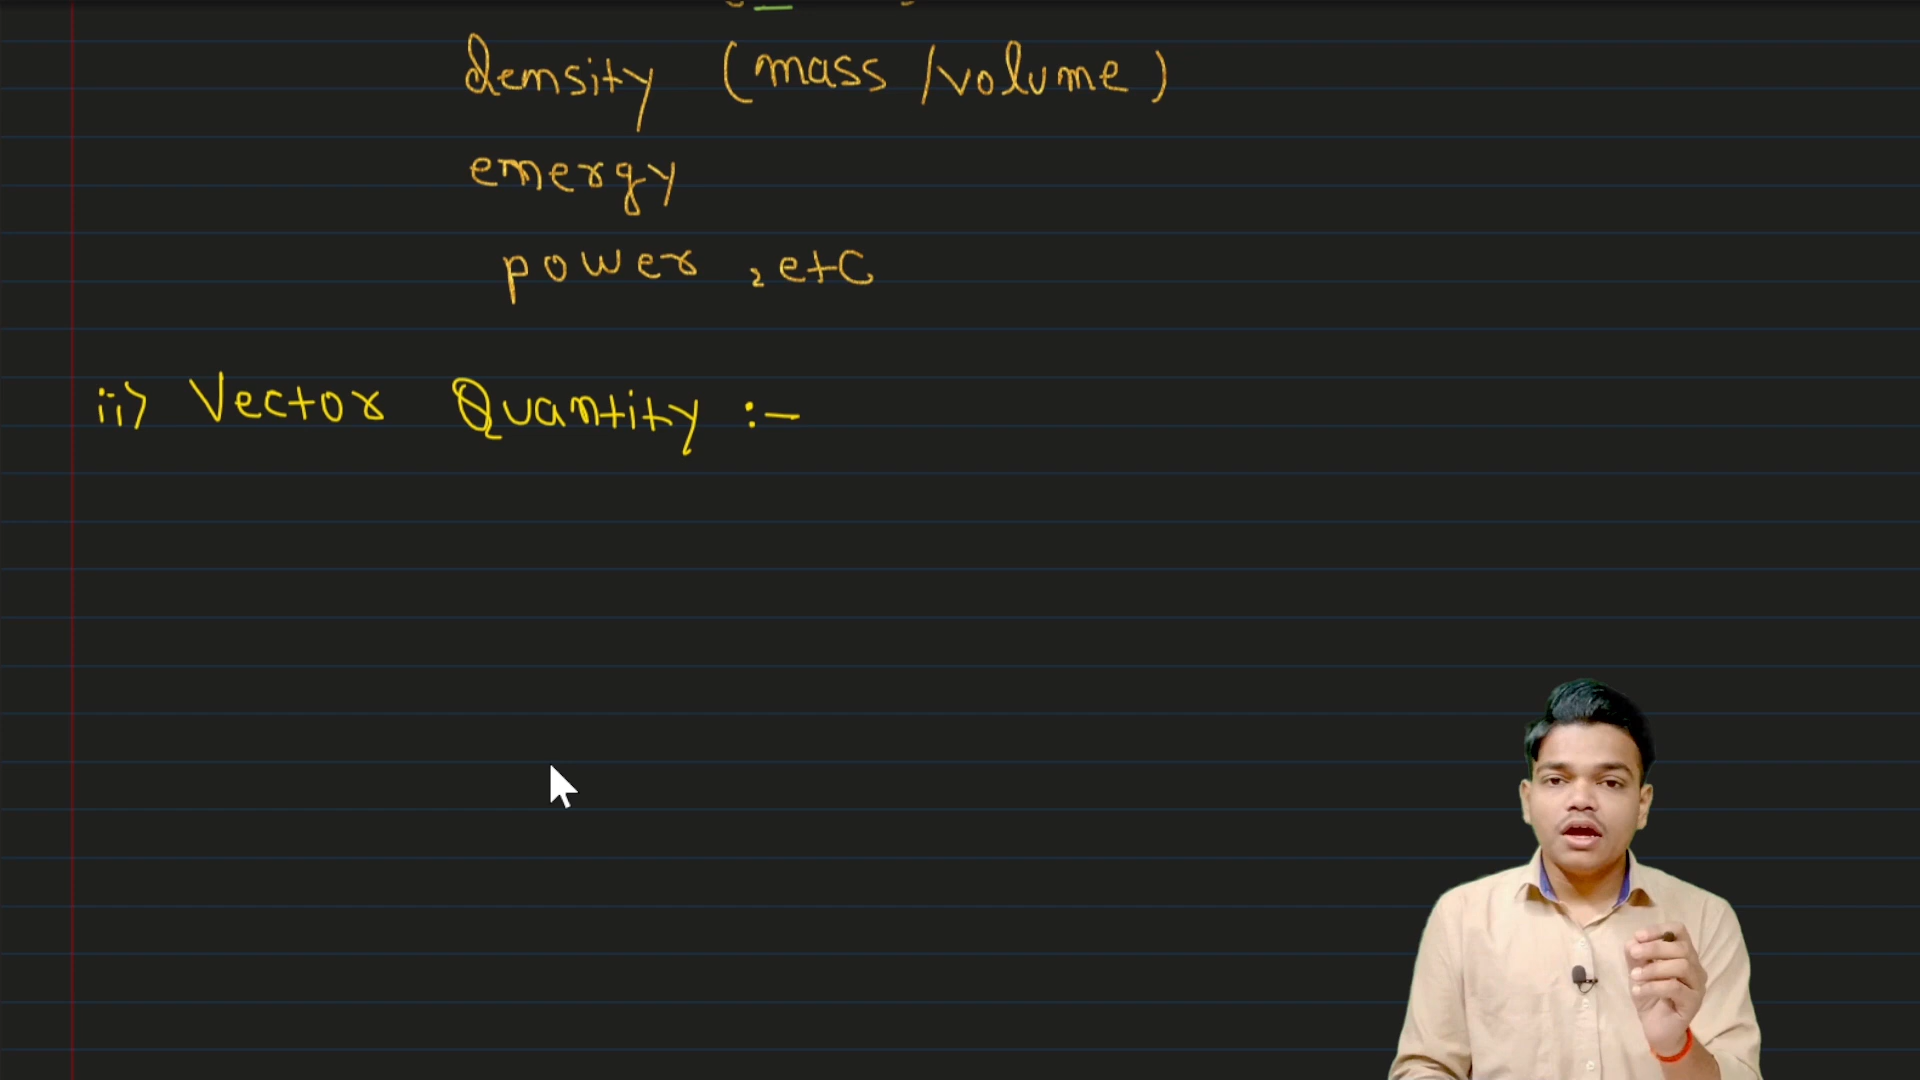 density (mass/volume)
energy
power, etc
ii) Vector Quantity :-